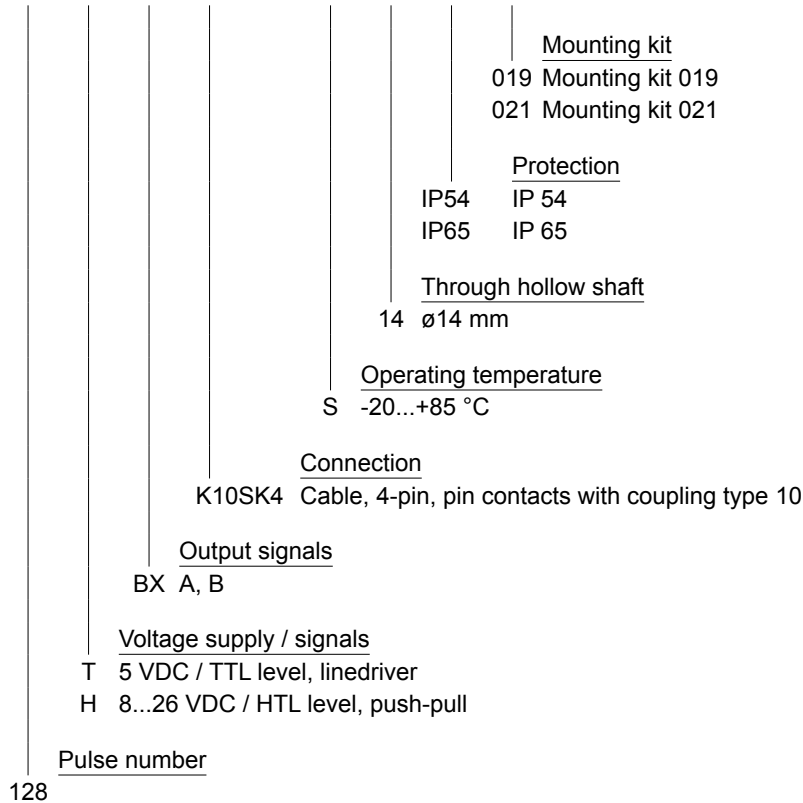 Mounting kit
019 Mounting kit 019
021 Mounting kit 021
Protection
IP54 IP 54
IP65 IP 65
Through hollow shaft
14 ø14 mm
Operating temperature
S -20...+85 °C
Connection
K10SK4 Cable, 4-pin, pin contacts with coupling type 10
Output signals
BX A, B
Voltage supply / signals
T 5 VDC / TTL level, linedriver
H 8...26 VDC / HTL level, push-pull
Pulse number
128